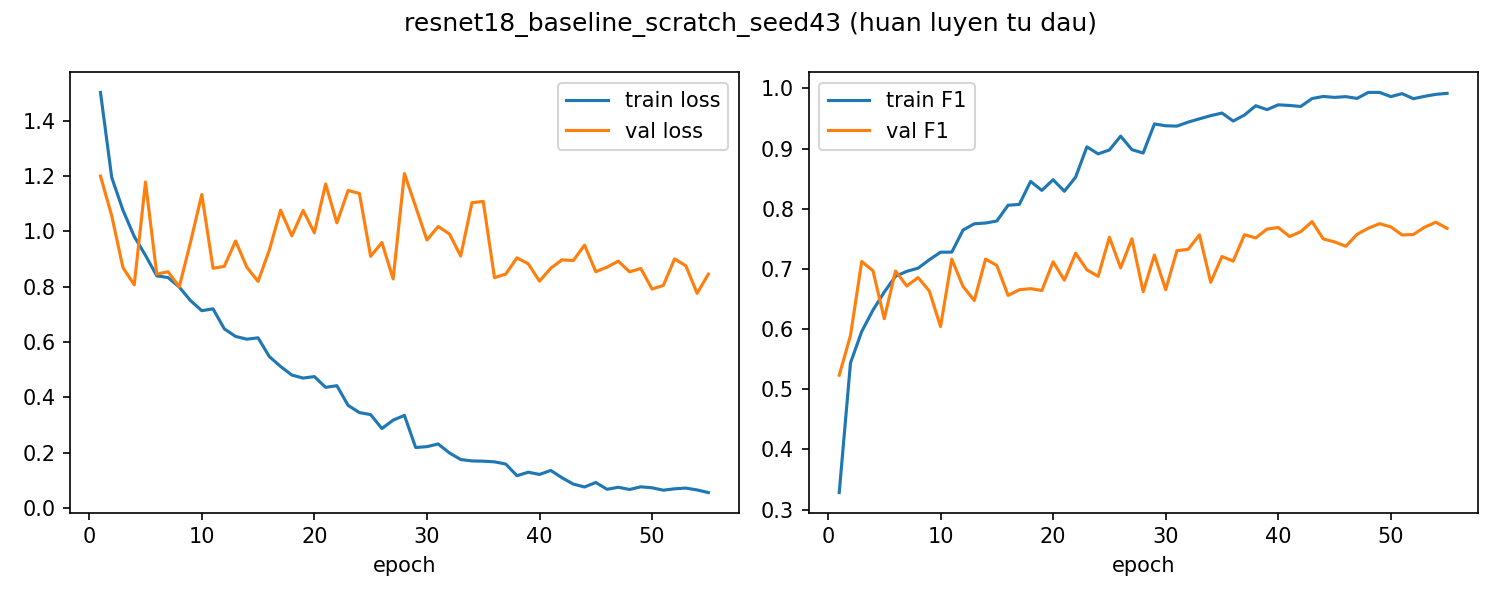 resnet18_baseline_scratch_seed43 (huan luyen tu dau)
train loss
val loss
1.4
1.2
1.0
0.8
0.6
0.4
0.2
0.0
0 10 20 30 40 50
epoch
train F1
val F1
1.0
0.9
0.8
0.7
0.6
0.5
0.4
0.3
0 10 20 30 40 50
epoch